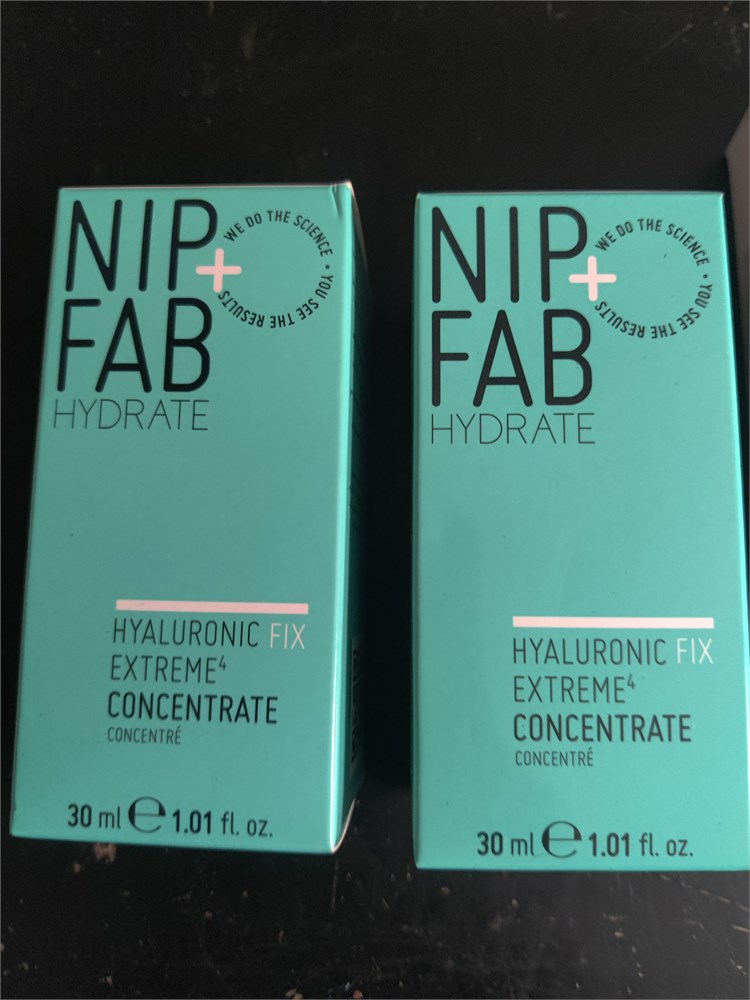 NIP+
FAB
HYDRATE
WE DO THE SCIENCE • YOU SEE THE RESULTS
HYALURONIC FIX
EXTREME⁴
CONCENTRATE
CONCENTRÉ
30 ml ℮ 1.01 fl. oz.
NIP+
FAB
HYDRATE
WE DO THE SCIENCE • YOU SEE THE RESULTS
HYALURONIC FIX
EXTREME⁴
CONCENTRATE
CONCENTRÉ
30 ml ℮ 1.01 fl. oz.